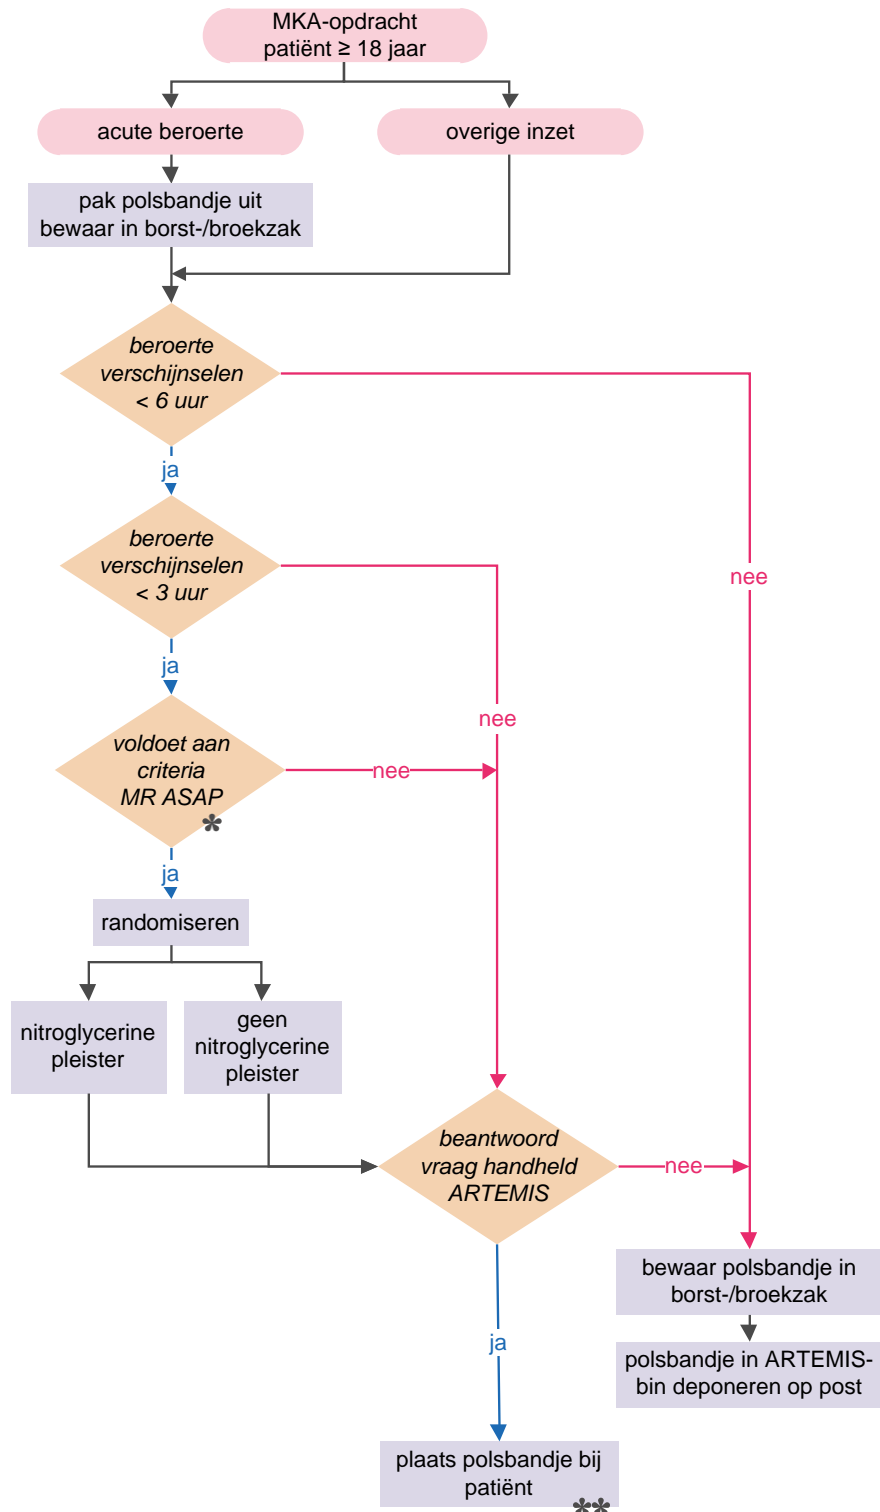 MKA-opdracht
patiënt ≥ 18 jaar
acute beroerte
overige inzet
pak polsbandje uit
bewaar in borst-/broekzak
beroerte
verschijnselen
< 6 uur
ja
nee
beroerte
verschijnselen
< 3 uur
ja
nee
voldoet aan
criteria
MR ASAP
*
nee
ja
randomiseren
nitroglycerine
pleister
geen
nitroglycerine
pleister
beantwoord
vraag handheld
ARTEMIS
nee
ja
bewaar polsbandje in
borst-/broekzak
polsbandje in ARTEMIS-
bin deponeren op post
plaats polsbandje bij
patiënt
**